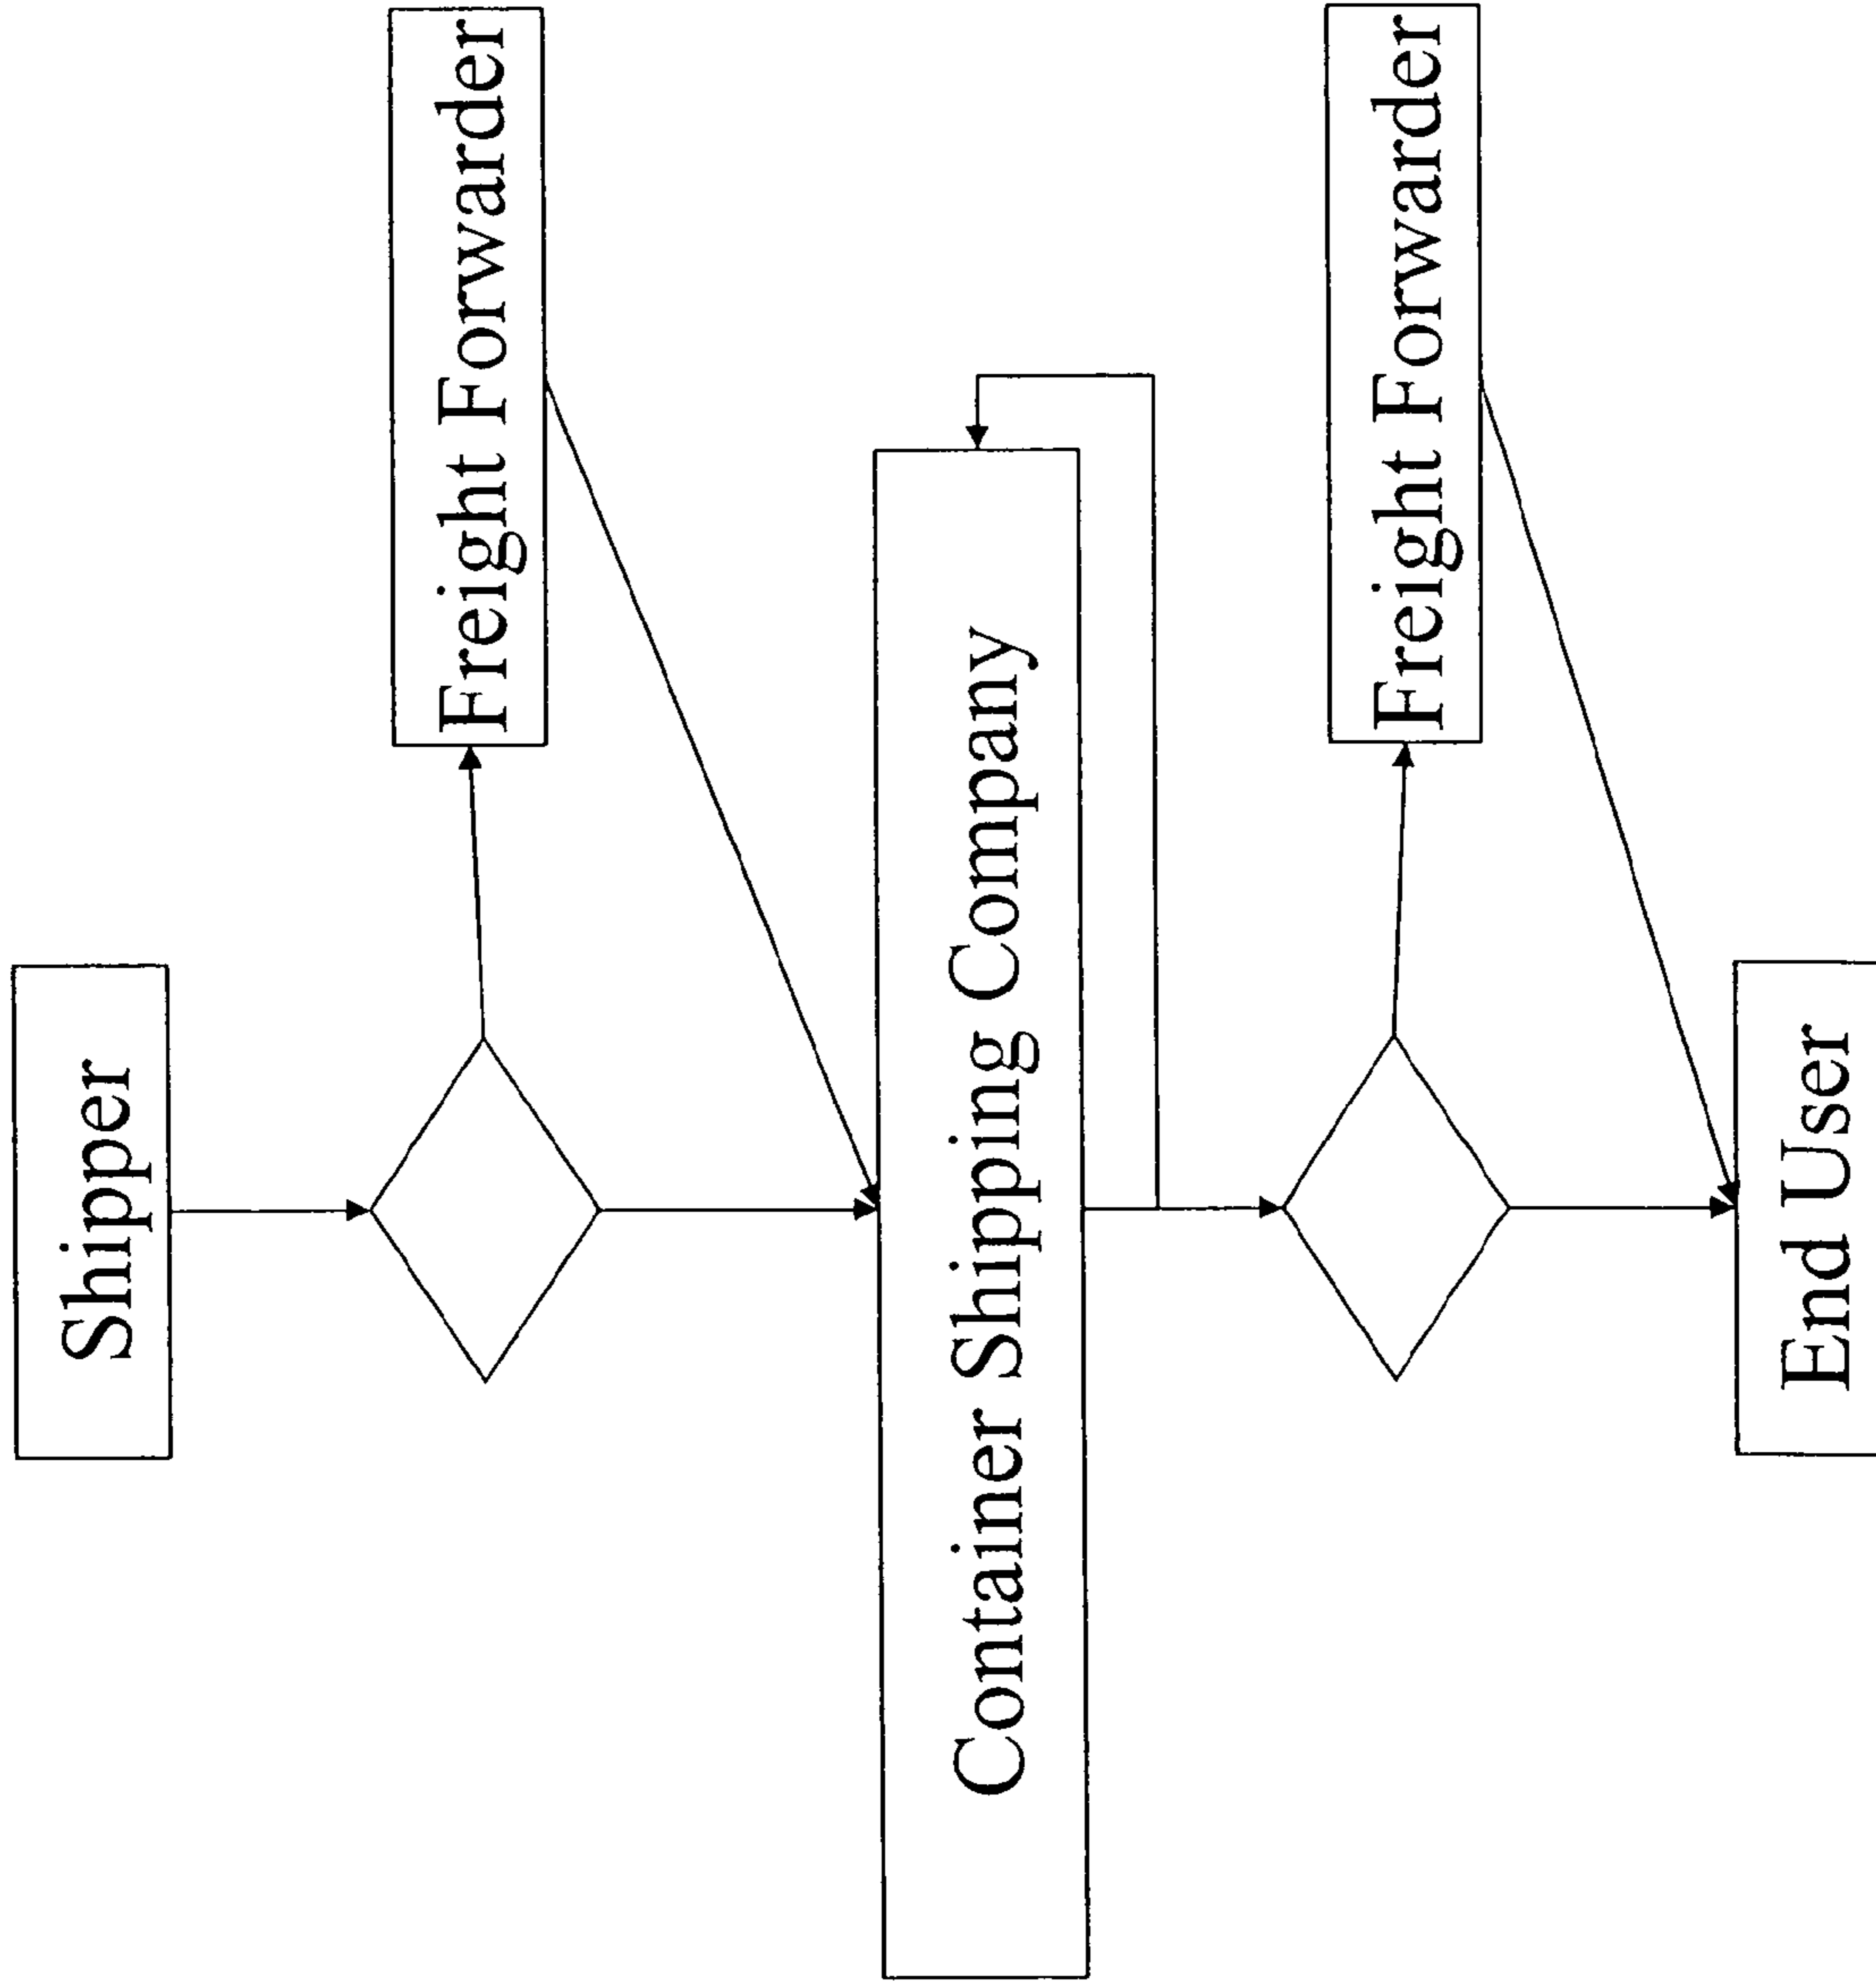 Shipper
Freight Forwarder
Container Shipping Company
Freight Forwarder
End User